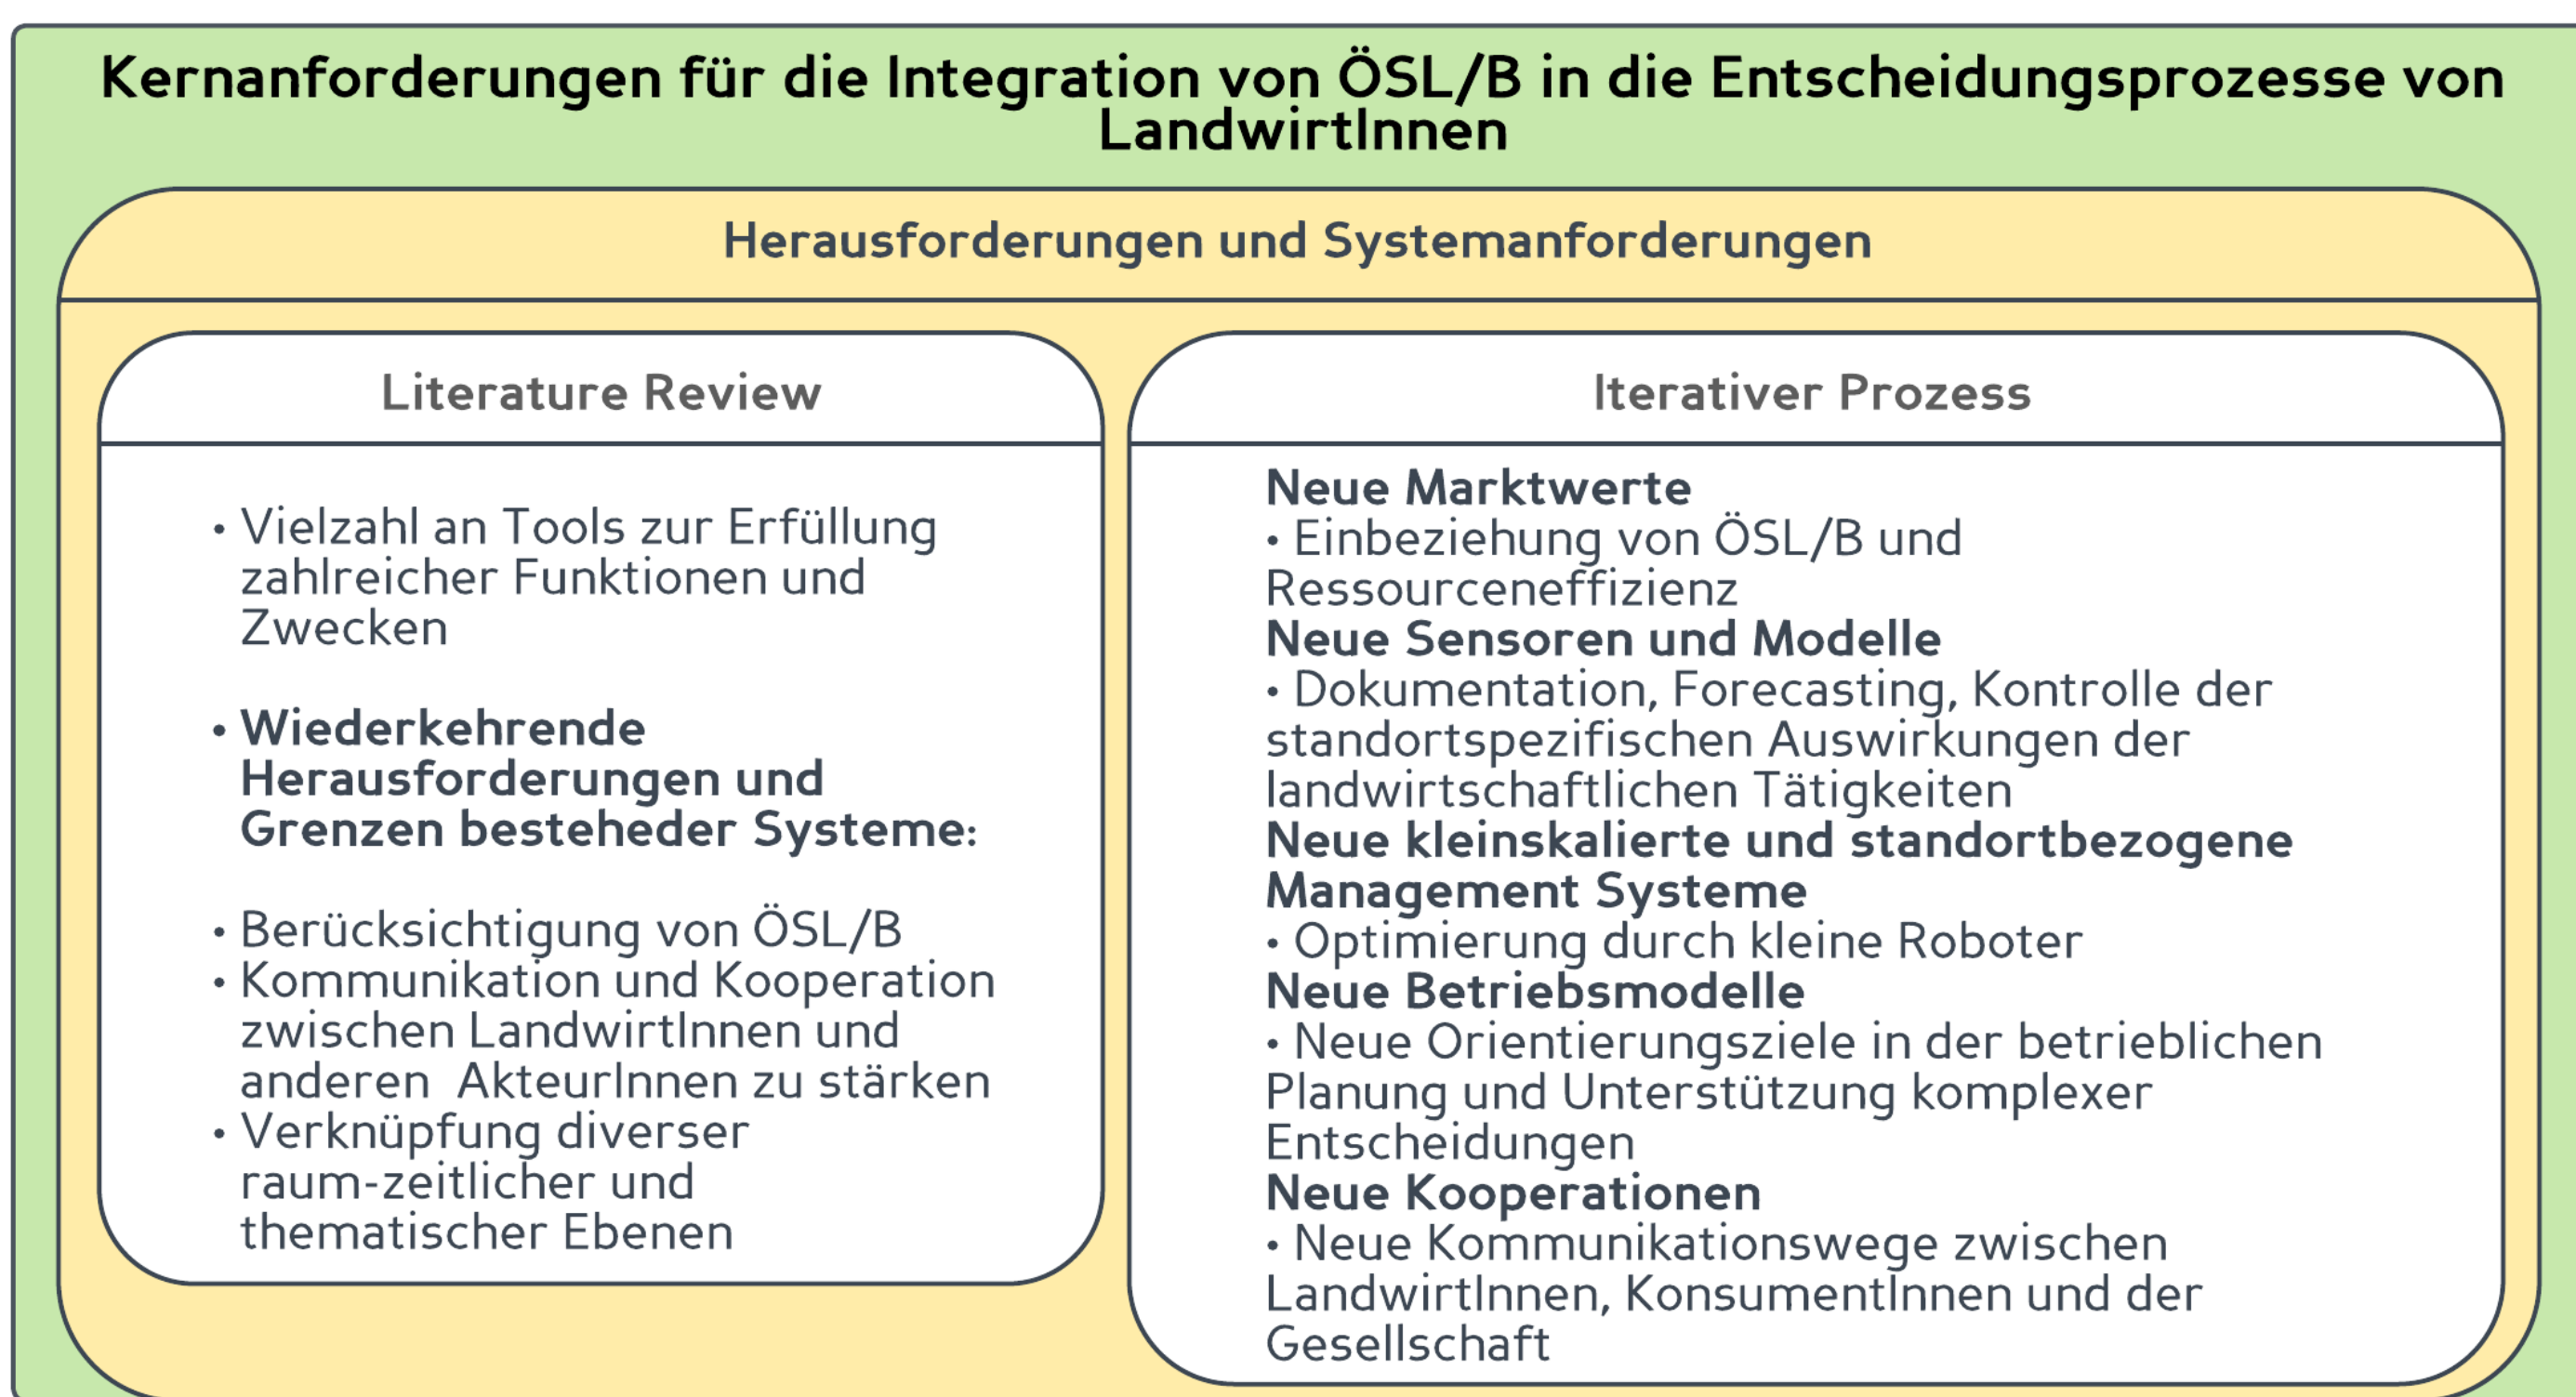 Kernanforderungen für die Integration von ÖSL/B in die Entscheidungsprozesse von
LandwirtInnen
Herausforderungen und Systemanforderungen
Literature Review
• Vielzahl an Tools zur Erfüllung
zahlreicher Funktionen und
Zwecken
• Wiederkehrende
Herausforderungen und
Grenzen besteheder Systeme:
• Berücksichtigung von ÖSL/B
• Kommunikation und Kooperation
zwischen LandwirtInnen und
anderen AkteurInnen zu stärken
• Verknüpfung diverser
raum-zeitlicher und
thematischer Ebenen
Iterativer Prozess
Neue Marktwerte
• Einbeziehung von ÖSL/B und
Ressourceneffizienz
Neue Sensoren und Modelle
• Dokumentation, Forecasting, Kontrolle der
standortspezifischen Auswirkungen der
landwirtschaftlichen Tätigkeiten
Neue kleinskalierte und standortbezogene
Management Systeme
• Optimierung durch kleine Roboter
Neue Betriebsmodelle
• Neue Orientierungsziele in der betrieblichen
Planung und Unterstützung komplexer
Entscheidungen
Neue Kooperationen
• Neue Kommunikationswege zwischen
LandwirtInnen, KonsumentInnen und der
Gesellschaft